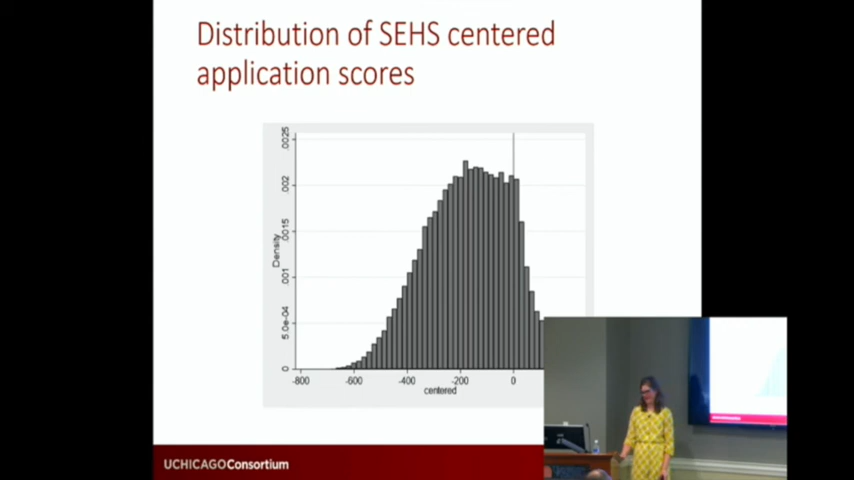 Distribution of SEHS centered
application scores
.0025
.002
.0015
.001
5.0e-04
0
Density
-800 -600 -400 -200 0
centered
UCHICAGOConsortium